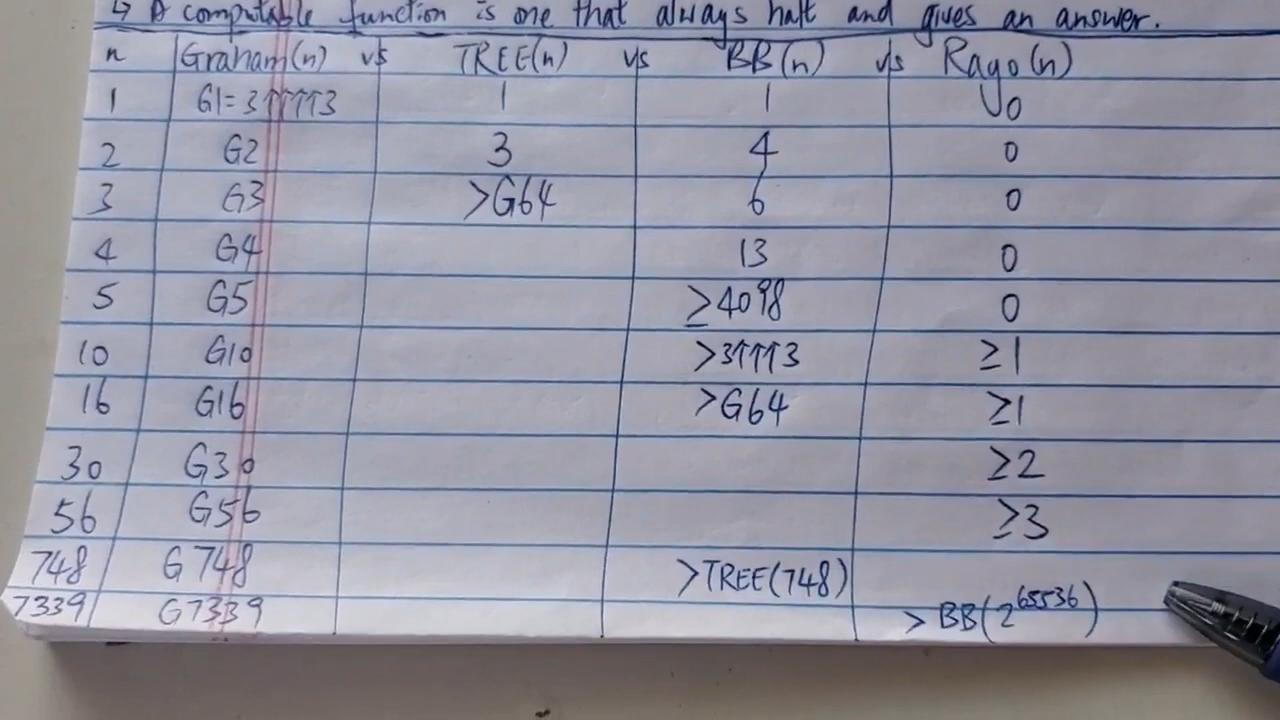 ↳ A computable function is one that always halt and gives an answer.
n Graham(n) v/s TREE(n) v/s BB(n) v/s Rayo(n)
1 G1=3↑↑↑↑3 1 1 0
2 G2 3 4 0
3 G3 >G64 6 0
4 G4 13 0
5 G5 ≥4098 0
10 G10 >3↑↑↑3 ≥1
16 G16 >G64 ≥1
30 G30 ≥2
56 G56 ≥3
748 G748 >TREE(748)
7339 G7339 >BB(2^65536)